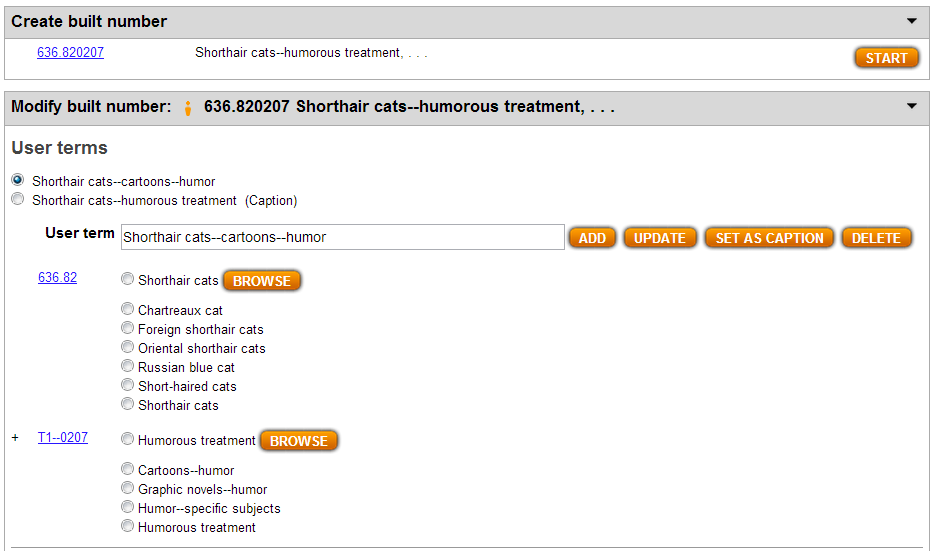 Create built number
636.820207 Shorthair cats--humorous treatment, . . .
START
Modify built number: 636.820207 Shorthair cats--humorous treatment, . . .
User terms
Shorthair cats--cartoons--humor
Shorthair cats--humorous treatment (Caption)
User term Shorthair cats--cartoons--humor ADD UPDATE SET AS CAPTION DELETE
636.82 Shorthair cats BROWSE
Chartreaux cat
Foreign shorthair cats
Oriental shorthair cats
Russian blue cat
Short-haired cats
Shorthair cats
+ T1--0207 Humorous treatment BROWSE
Cartoons--humor
Graphic novels--humor
Humor--specific subjects
Humorous treatment